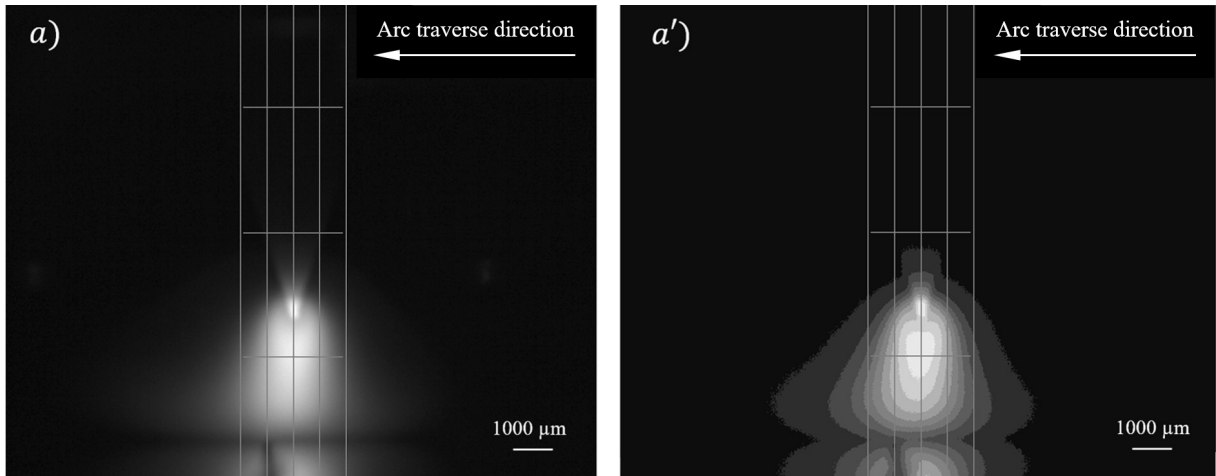 a)
Arc traverse direction
1000 µm
a′)
Arc traverse direction
1000 µm